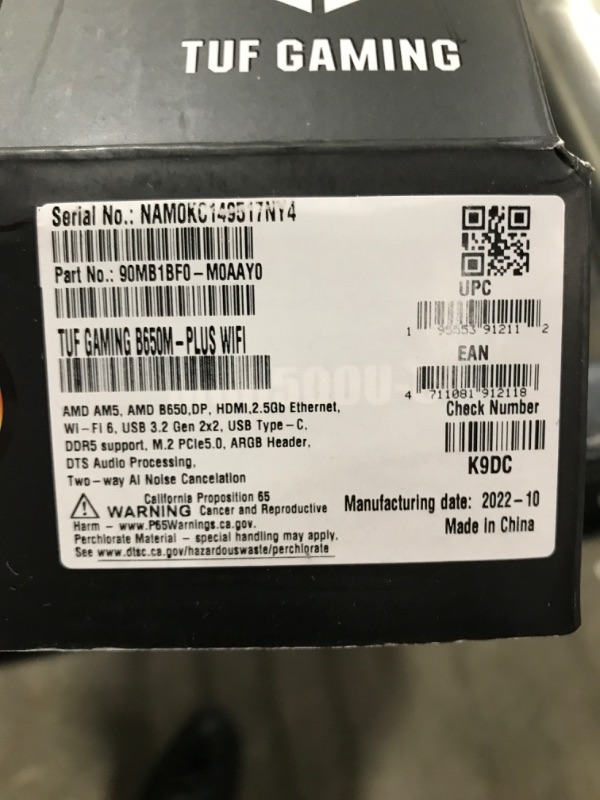 TUF GAMING
Serial No.: NAM0KC149517NY4
Part No.: 90MB1BF0-M0AAY0
UPC
1 95553 91211 2
TUF GAMING B650M-PLUS WIFI
EAN
4 711081 912118
AMD AM5, AMD B650,DP, HDMI,2.5Gb Ethernet,
Wi-Fi 6, USB 3.2 Gen 2x2, USB Type-C,
DDR5 support, M.2 PCIe5.0, ARGB Header,
DTS Audio Processing,
Two-way AI Noise Cancelation
Check Number
K9DC
California Proposition 65
WARNING Cancer and Reproductive
Harm - www.P65Warnings.ca.gov.
Perchlorate Material - special handling may apply.
See www.dtsc.ca.gov/hazardouswaste/perchlorate
Manufacturing date: 2022-10
Made in China